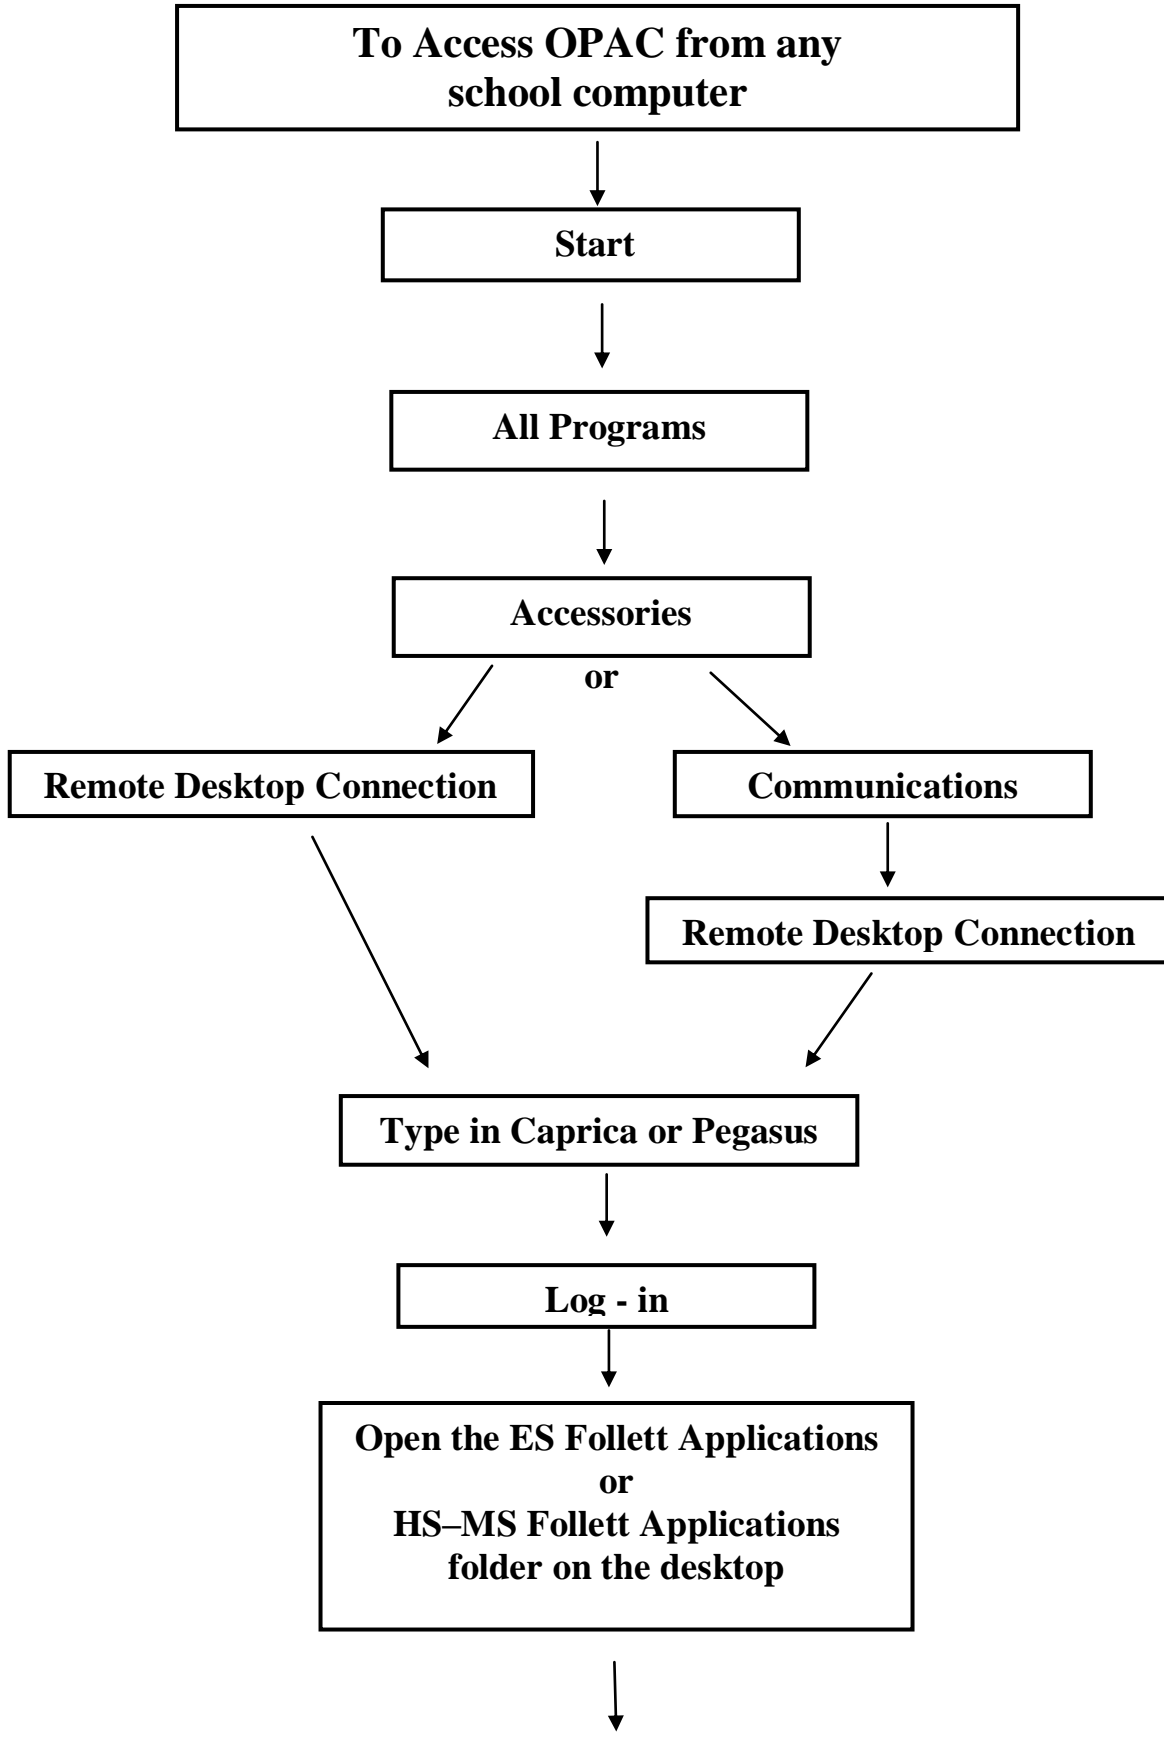 To Access OPAC from any
school computer
Start
All Programs
Accessories
or
Remote Desktop Connection
Communications
Remote Desktop Connection
Type in Caprica or Pegasus
Log - in
Open the ES Follett Applications
or
HS–MS Follett Applications
folder on the desktop